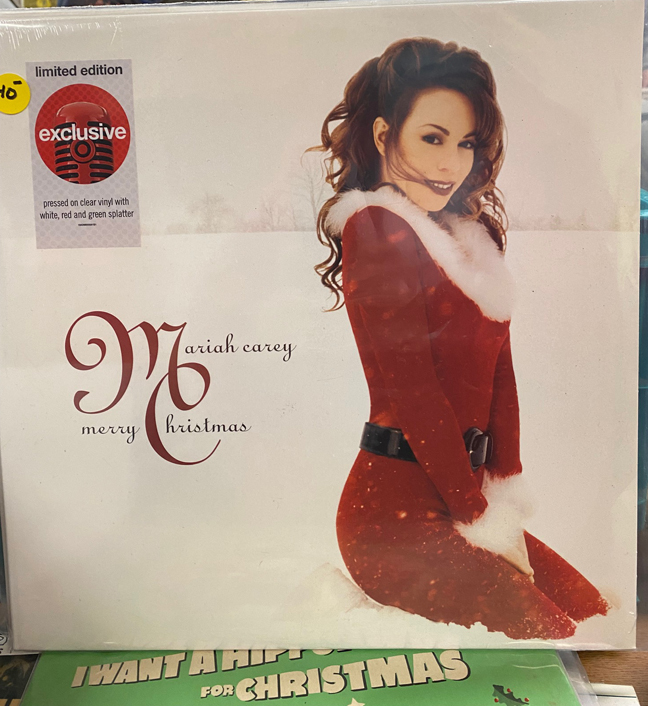 limited edition
exclusive
pressed on clear vinyl with
white, red and green splatter
Mariah carey
merry Christmas
I WANT A
FOR CHRISTMAS